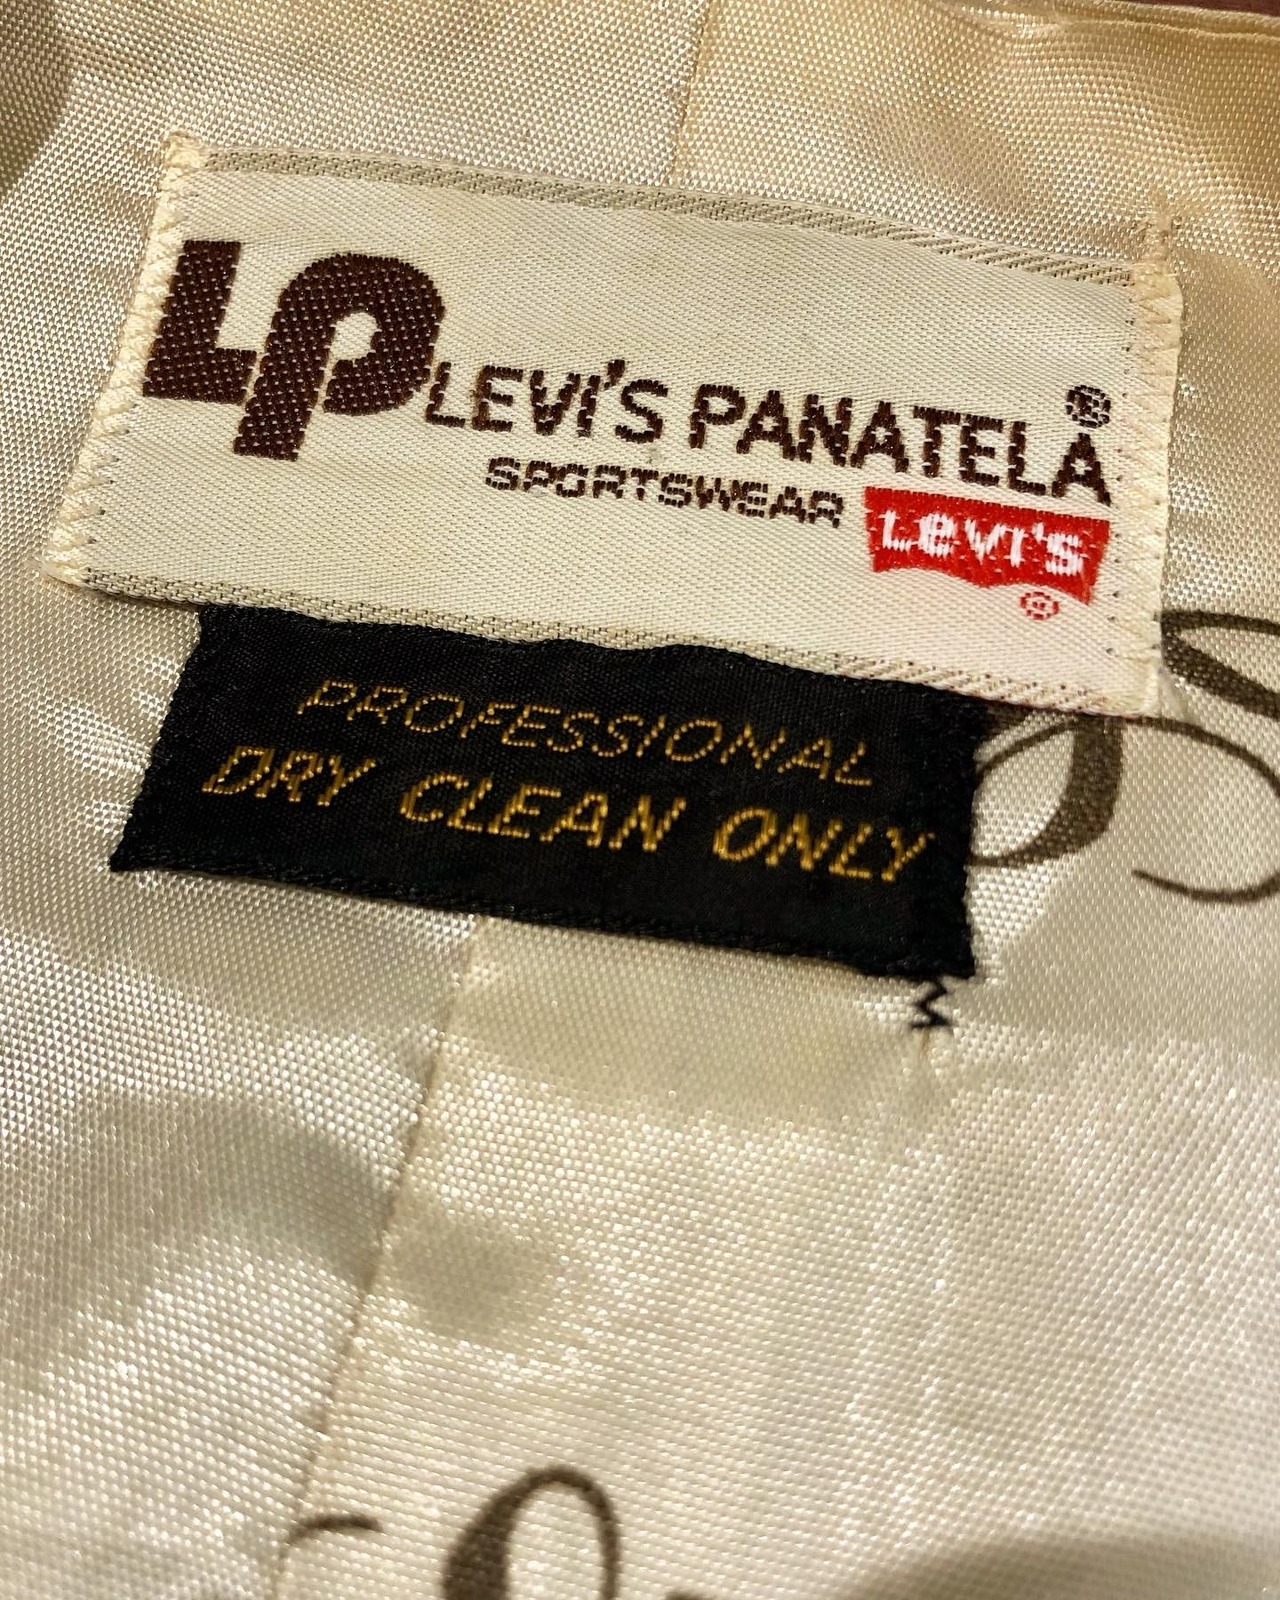 LP LEVI'S PANATELA ®
SPORTSWEAR
LEVI'S
®
PROFESSIONAL
DRY CLEAN ONLY